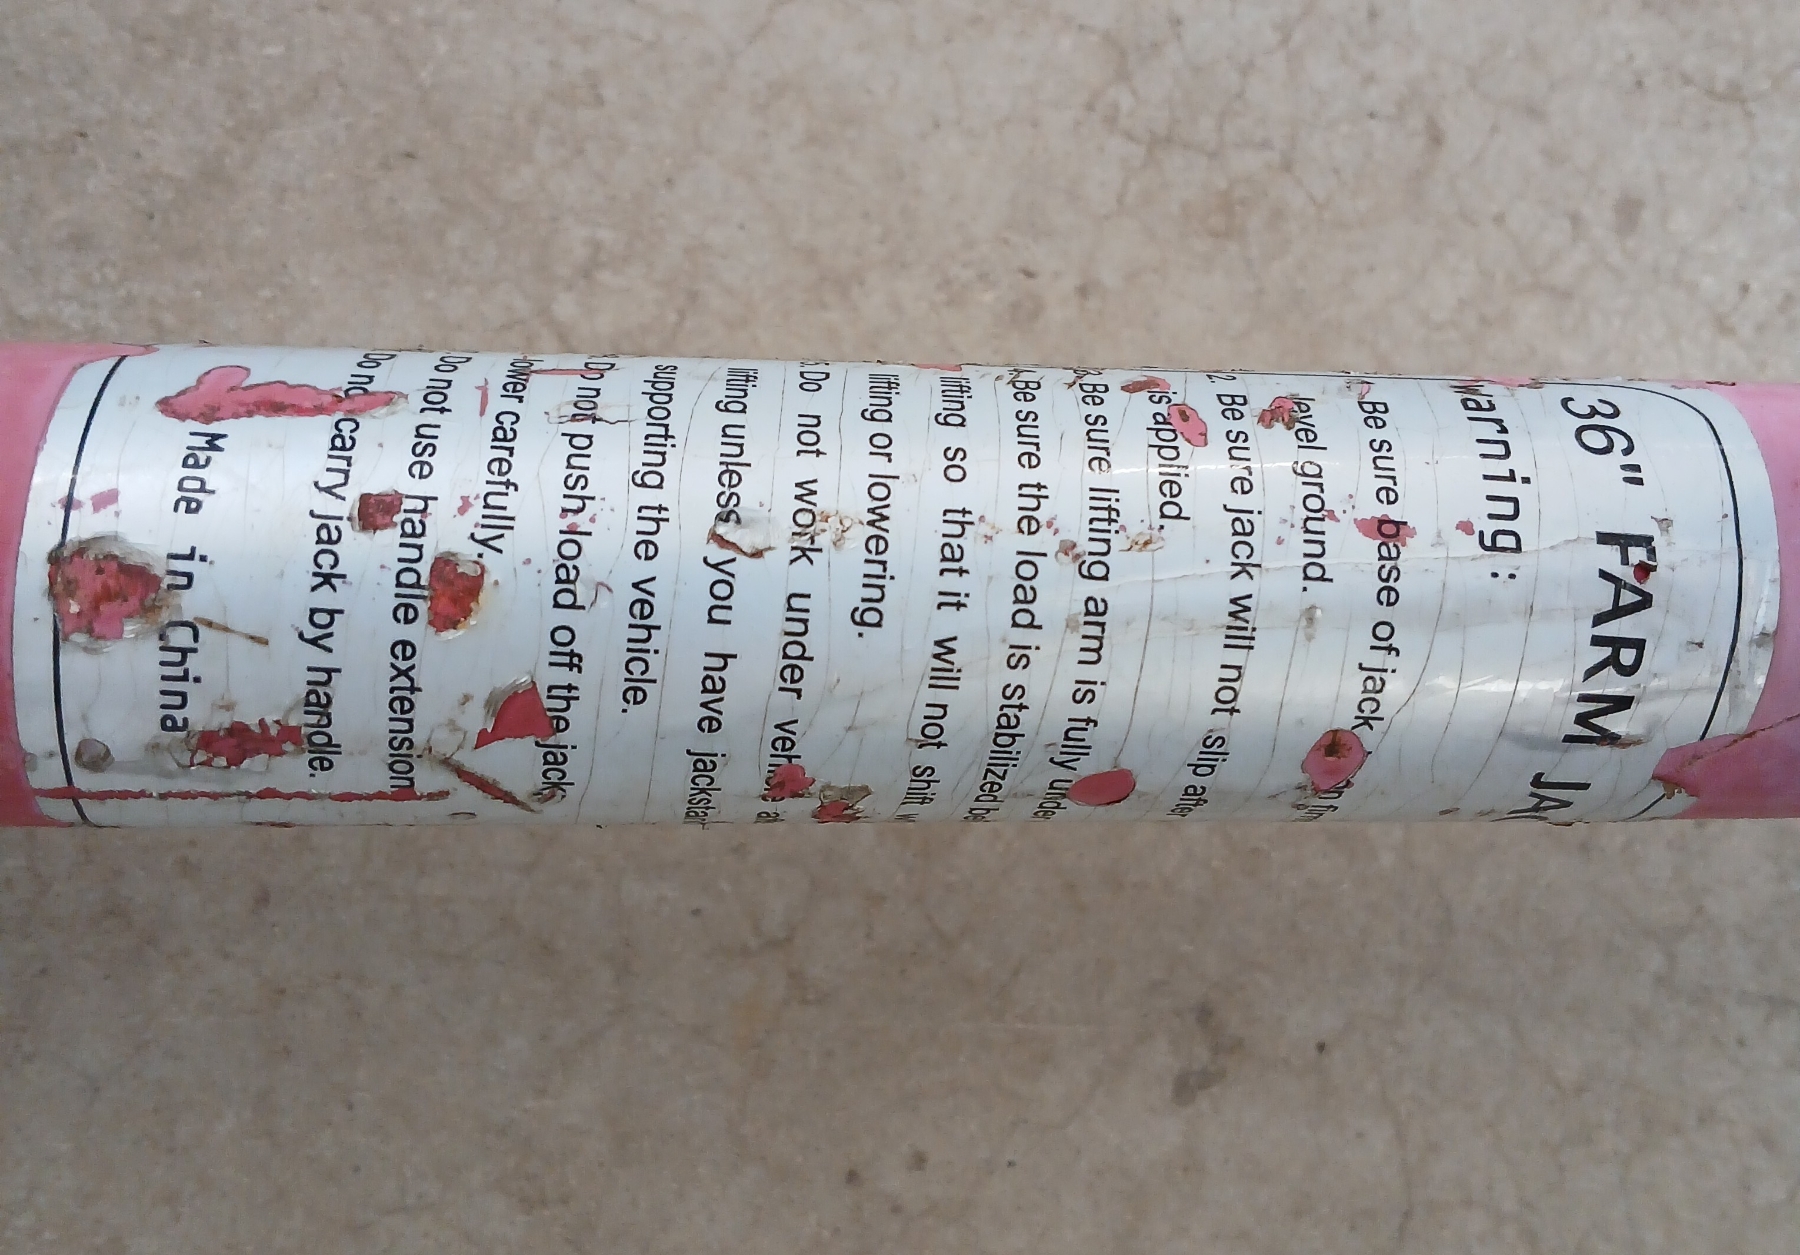 36" FARM
Warning:
Be sure base of jack
level ground.
2. Be sure jack will not slip after
is applied.
Be sure lifting arm is fully under
Be sure the load is stabilized
lifting so that it will not shift
lifting or lowering.
Do not work under
lifting unless you have
supporting the vehicle.
Do not push load off the jack,
lower carefully.
Do not use handle extension
Do not carry jack by handle.
Made in China